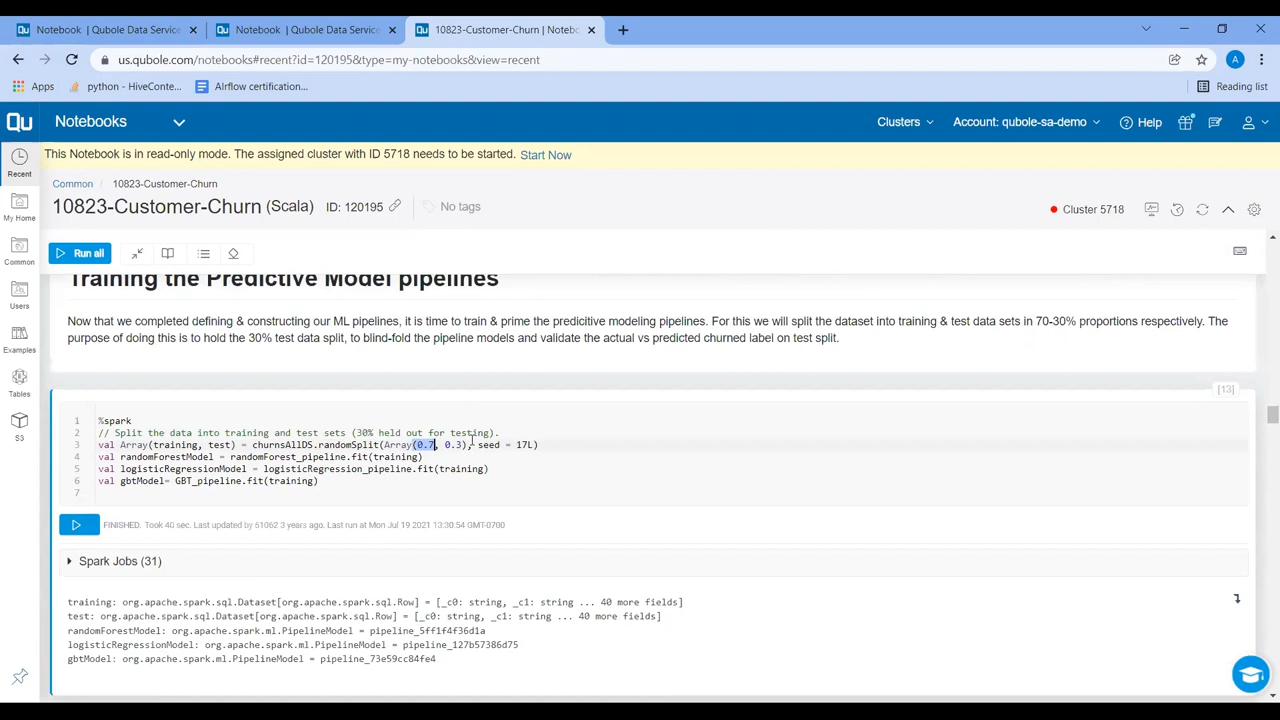 Notebook | Qubole Data Service
Notebook | Qubole Data Service
10823-Customer-Churn | Notebo
us.qubole.com/notebooks#recent?id=120195&type=my-notebooks&view=recent
A
Apps
python - HiveConte...
Airflow certification...
Reading list
Qu
Notebooks
Clusters
Account: qubole-sa-demo
Help
This Notebook is in read-only mode. The assigned cluster with ID 5718 needs to be started. Start Now
Recent
My Home
Common
Users
Examples
Tables
S3
Common / 10823-Customer-Churn
10823-Customer-Churn (Scala) ID: 120195
No tags
Cluster 5718
Run all
Training the Predictive Model pipelines
Now that we completed defining & constructing our ML pipelines, it is time to train & prime the predicitive modeling pipelines. For this we will split the dataset into training & test data sets in 70-30% proportions respectively. The
purpose of doing this is to hold the 30% test data split, to blind-fold the pipeline models and validate the actual vs predicted churned label on test split.
[13]
1 %spark
2 // Split the data into training and test sets (30% held out for testing).
3 val Array(training, test) = churnsAllDS.randomSplit(Array(0.7, 0.3), seed = 17L)
4 val randomForestModel = randomForest_pipeline.fit(training)
5 val logisticRegressionModel = logisticRegression_pipeline.fit(training)
6 val gbtModel= GBT_pipeline.fit(training)
7
FINISHED. Took 40 sec. Last updated by 61062 3 years ago. Last run at Mon Jul 19 2021 13:30:54 GMT-0700
Spark Jobs (31)
training: org.apache.spark.sql.Dataset[org.apache.spark.sql.Row] = [_c0: string, _c1: string ... 40 more fields]
test: org.apache.spark.sql.Dataset[org.apache.spark.sql.Row] = [_c0: string, _c1: string ... 40 more fields]
randomForestModel: org.apache.spark.ml.PipelineModel = pipeline_5ff1f4f36d1a
logisticRegressionModel: org.apache.spark.ml.PipelineModel = pipeline_127b57386d75
gbtModel: org.apache.spark.ml.PipelineModel = pipeline_73e59cc84fe4